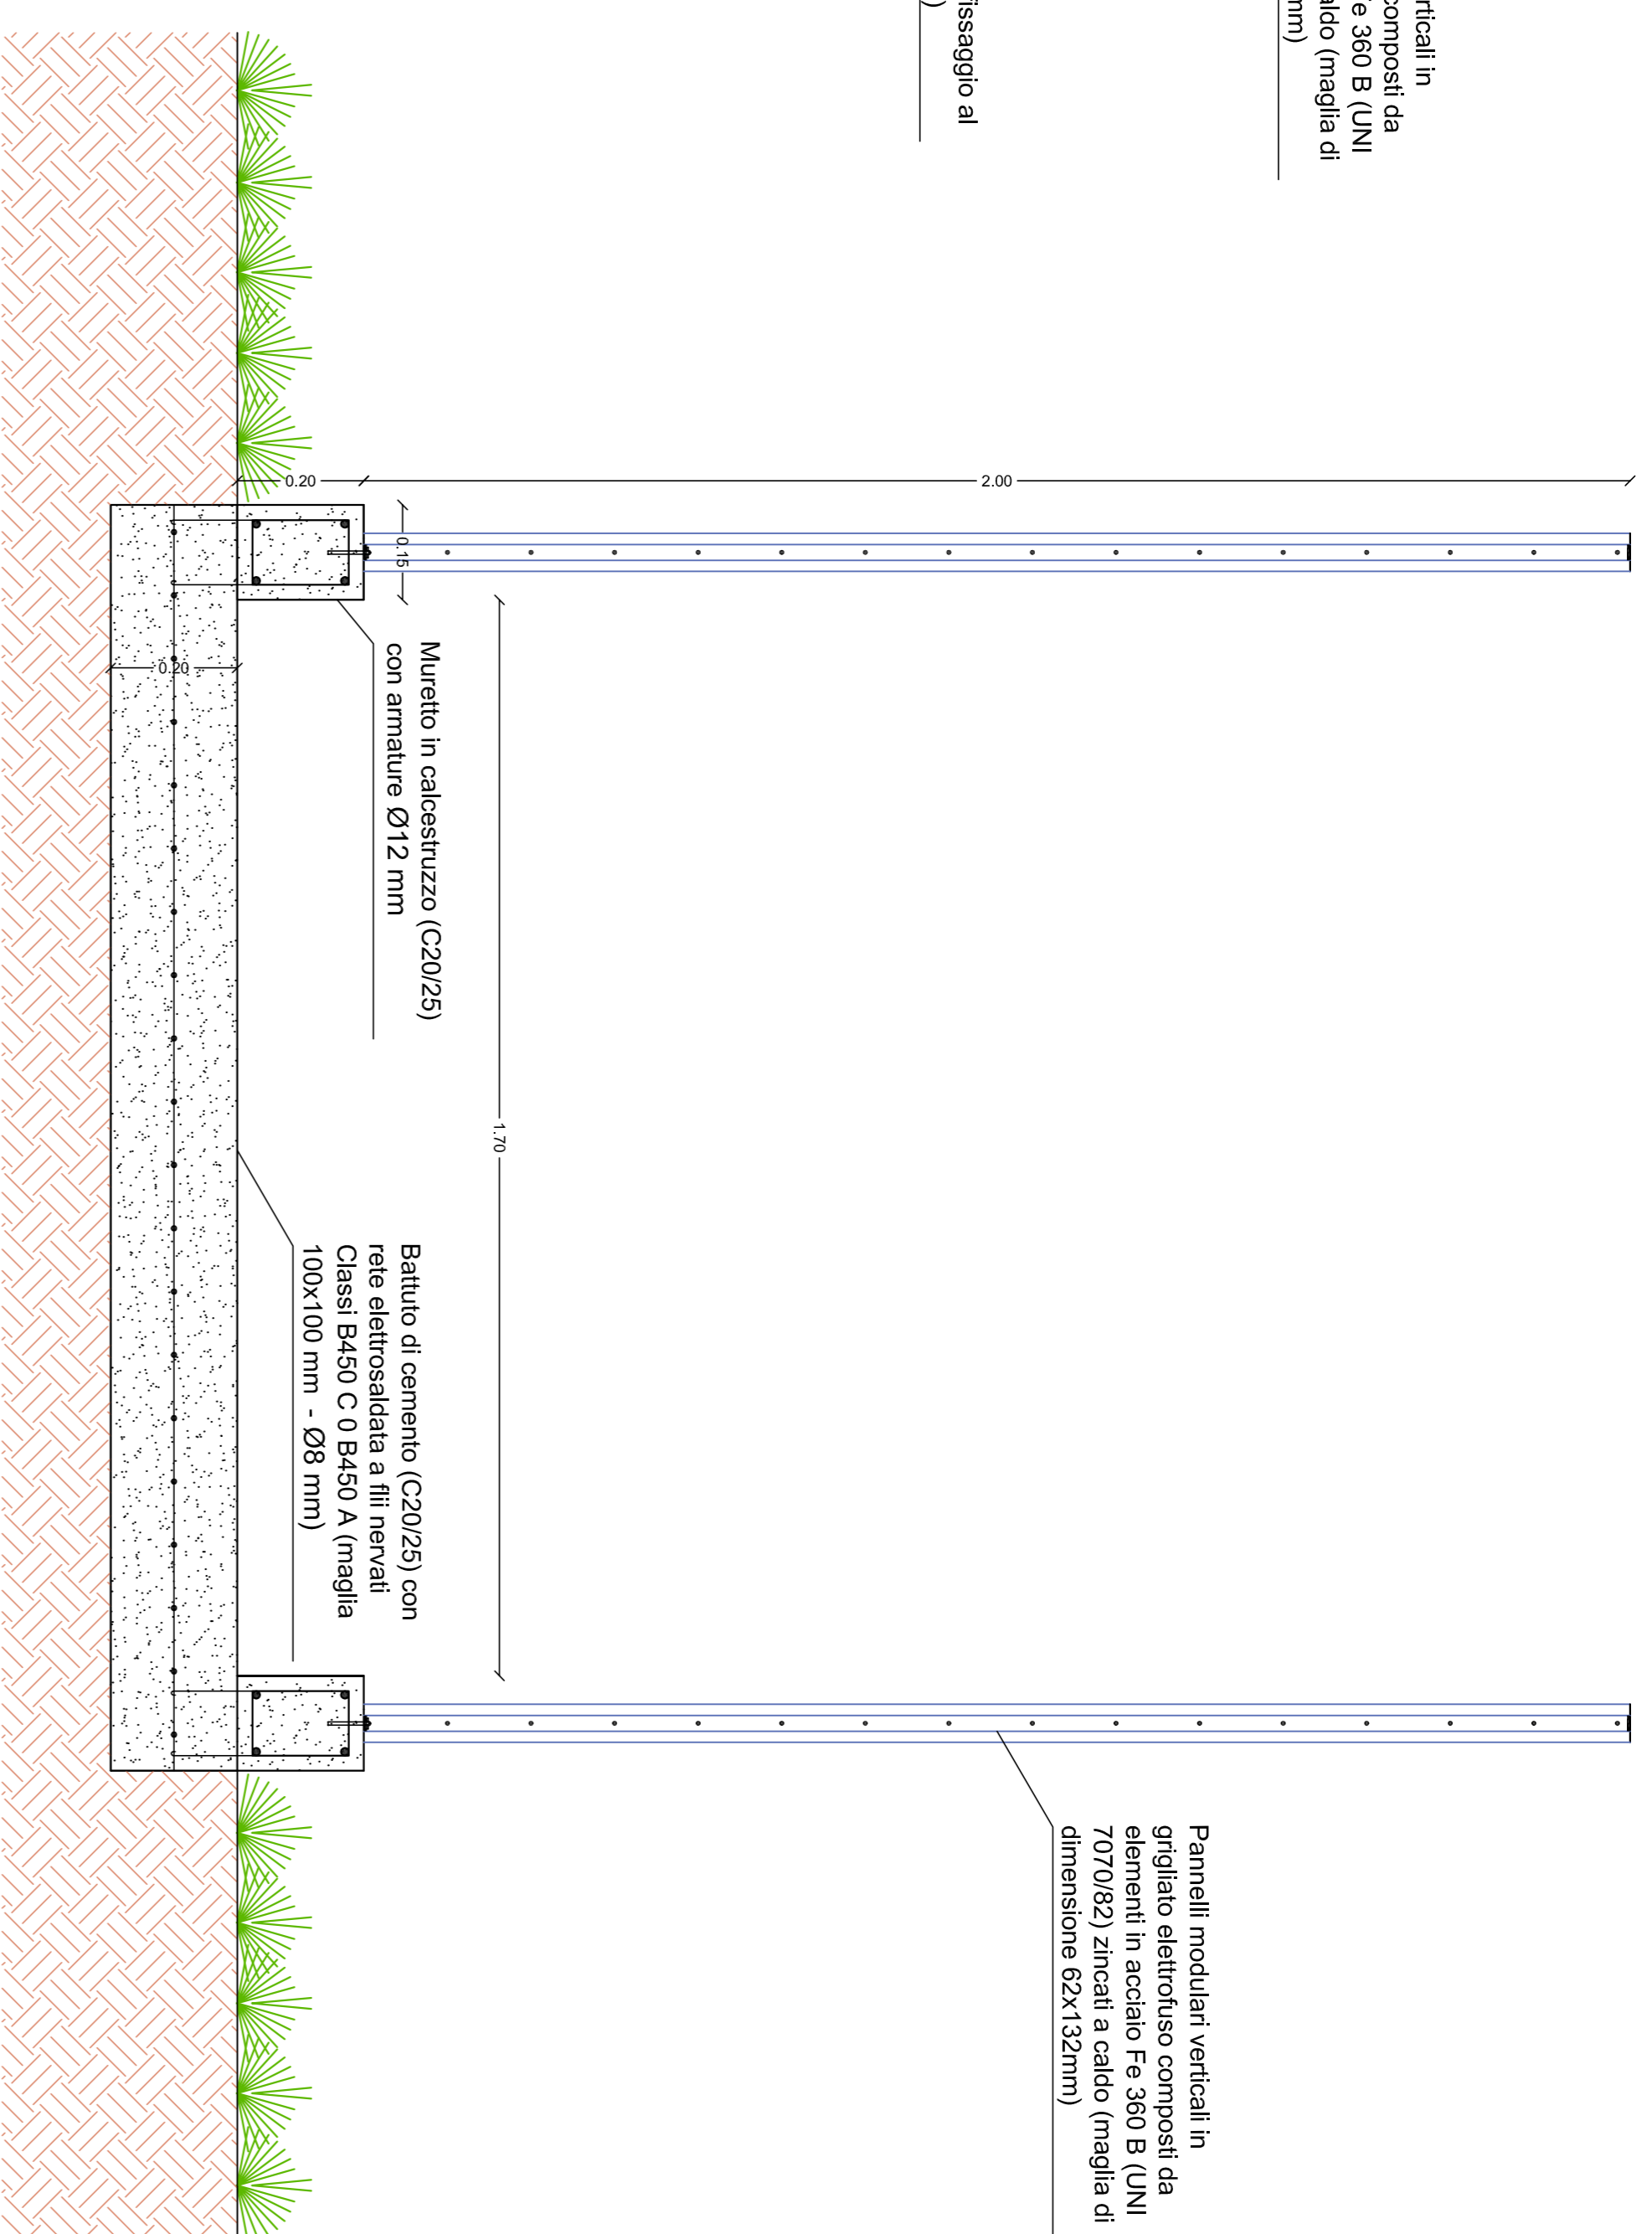 rticali in
composti da
e 360 B (UNI
aldo (maglia di
mm)
issaggio al
)
0.20
2.00
0.15
0.20
Muretto in calcestruzzo (C20/25)
con armature Ø12 mm
1.70
Battuto di cemento (C20/25) con
rete elettrosaldata a flii nervati
Classi B450 C 0 B450 A (maglia
100x100 mm - Ø8 mm)
Pannelli modulari verticali in
grigliato elettrofuso composti da
elementi in acciaio Fe 360 B (UNI
7070/82) zincati a caldo (maglia di
dimensione 62x132mm)